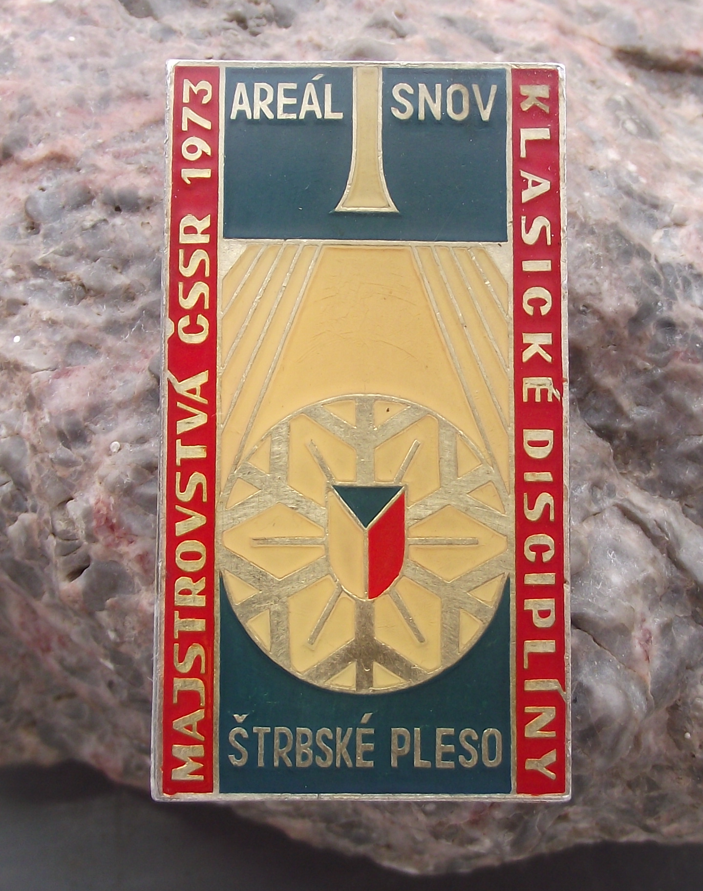 AREÁL SNOV
MAJSTROVSTVÁ ČSSR 1973
KLASICKÉ DISCIPLÍNY
ŠTRBSKÉ PLESO